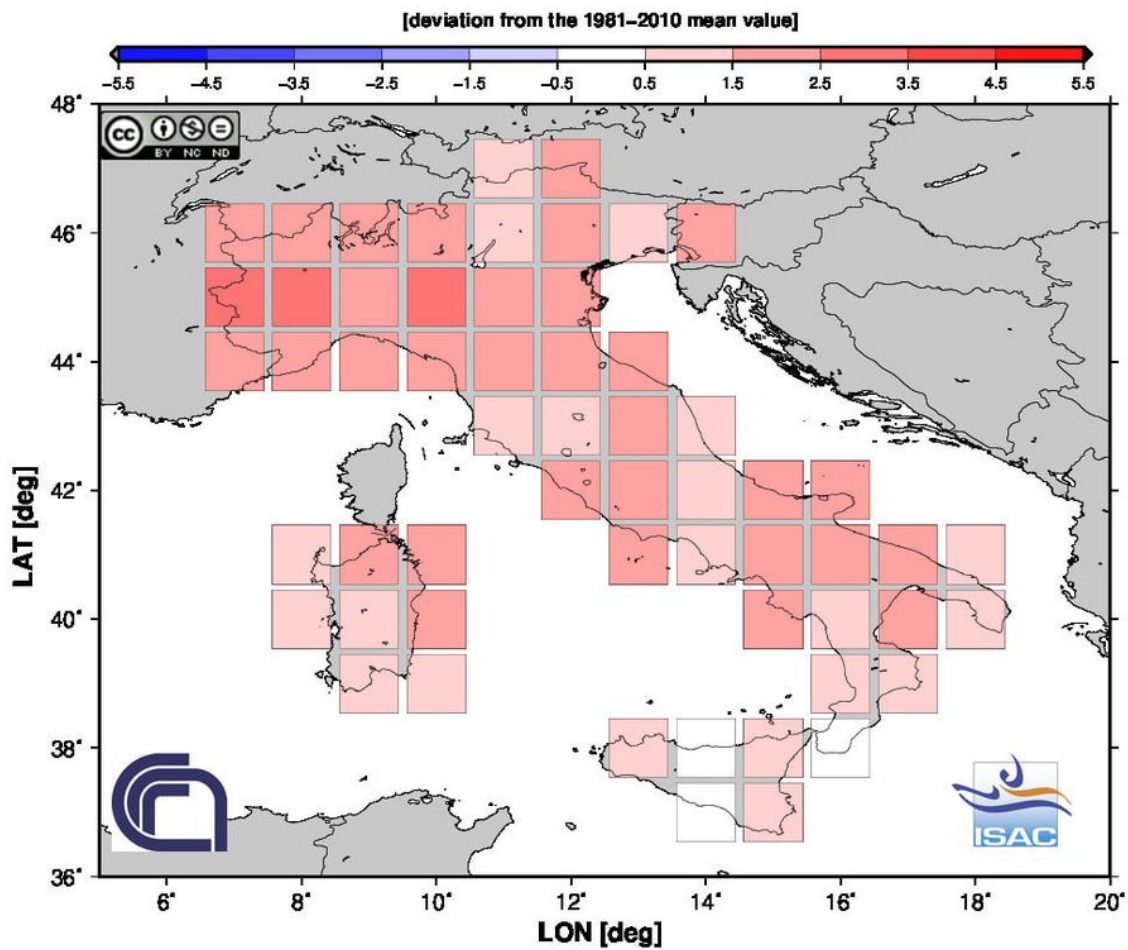 [deviation from the 1981–2010 mean value]
−5.5 −4.5 −3.5 −2.5 −1.5 −0.5 0.5 1.5 2.5 3.5 4.5 5.5
48°
cc
BY NC ND
46°
44°
42°
LAT [deg]
40°
38°
ISAC
36°
6° 8° 10° 12° 14° 16° 18° 20°
LON [deg]